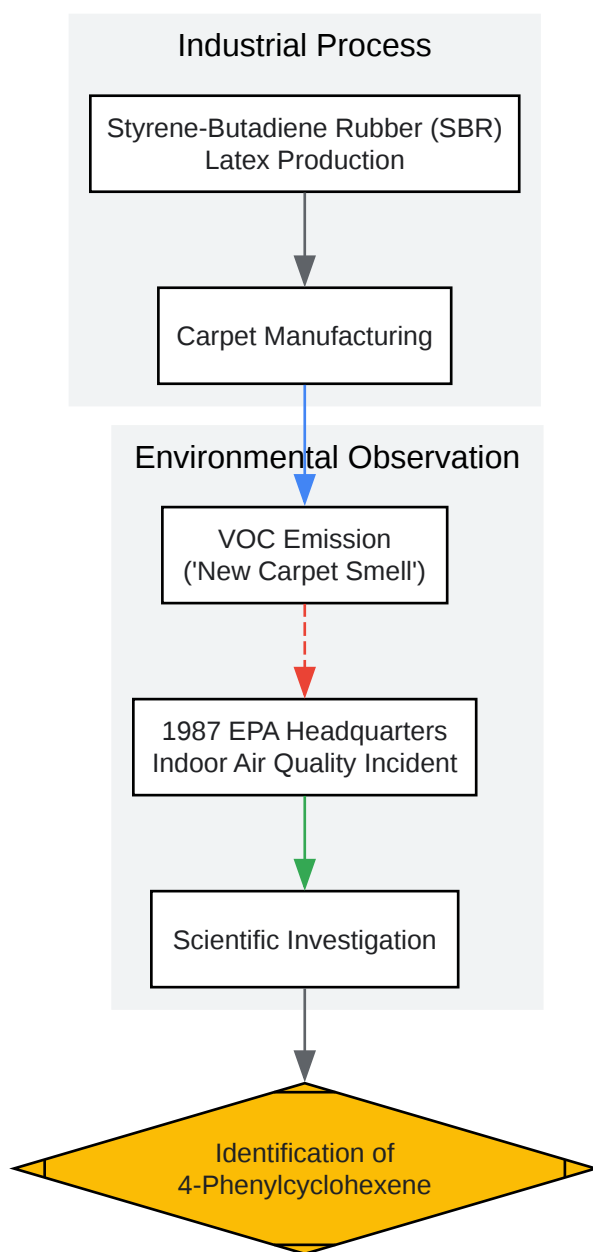 Industrial Process
Styrene-Butadiene Rubber (SBR)
Latex Production
Carpet Manufacturing
Environmental Observation
VOC Emission
('New Carpet Smell')
1987 EPA Headquarters
Indoor Air Quality Incident
Scientific Investigation
Identification of
4-Phenylcyclohexene